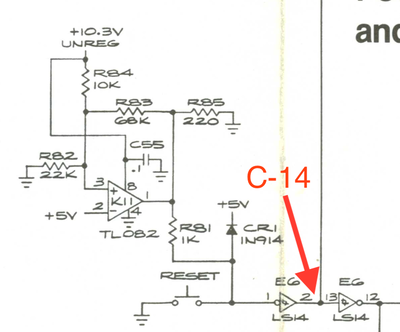 and
+10.3V
UNREG
R84
10K
R83
68K
R85
220
C55
.1
R82
22K
3
+
8
K11
1
2
-
4
+5V
TL082
C-14
+5V
R81
1K
CR1
1N914
RESET
E6
1
2
LS14
E6
13
12
LS14